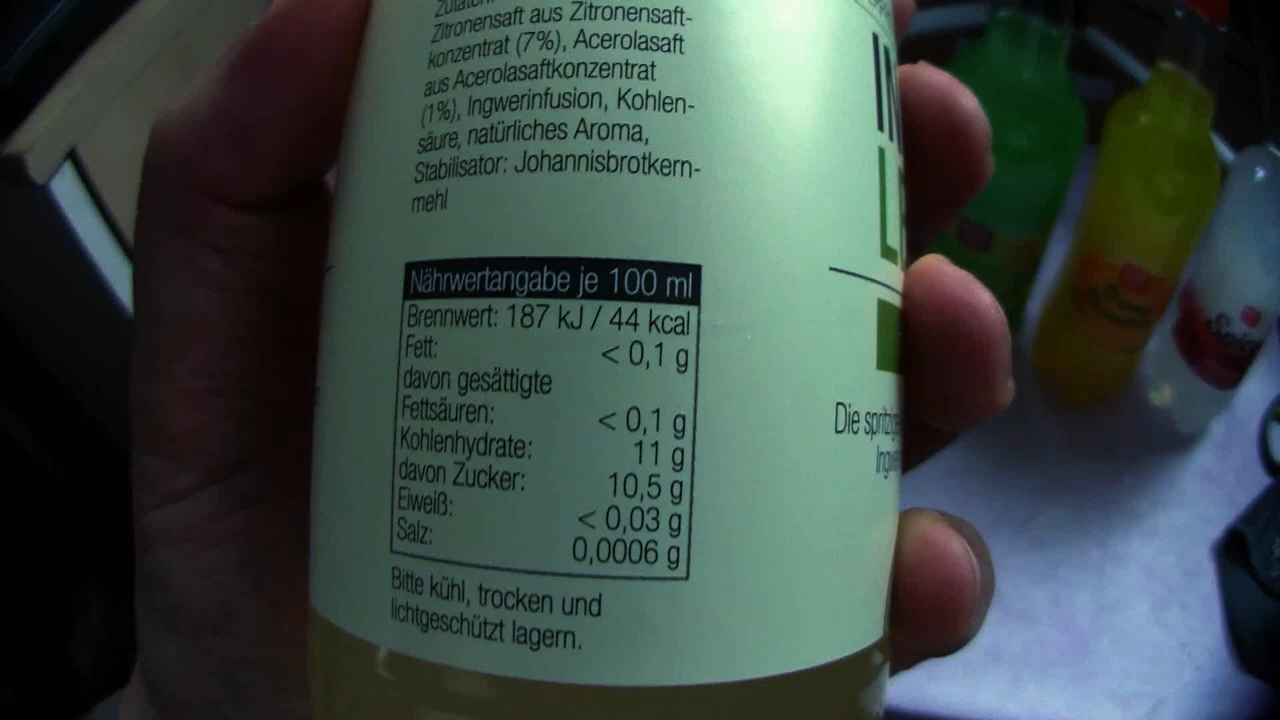 Zitronensaft aus Zitronensaft-
konzentrat (7%), Acerolasaft
aus Acerolasaftkonzentrat
(1%), Ingwerinfusion, Kohlen-
säure, natürliches Aroma,
Stabilisator: Johannisbrotkern-
mehl
Nährwertangabe je 100 ml
Brennwert: 187 kJ / 44 kcal
Fett: < 0,1 g
davon gesättigte
Fettsäuren: < 0,1 g
Kohlenhydrate: 11 g
davon Zucker: 10,5 g
Eiweiß: < 0,03 g
Salz: 0,0006 g
Bitte kühl, trocken und
lichtgeschützt lagern.
Die